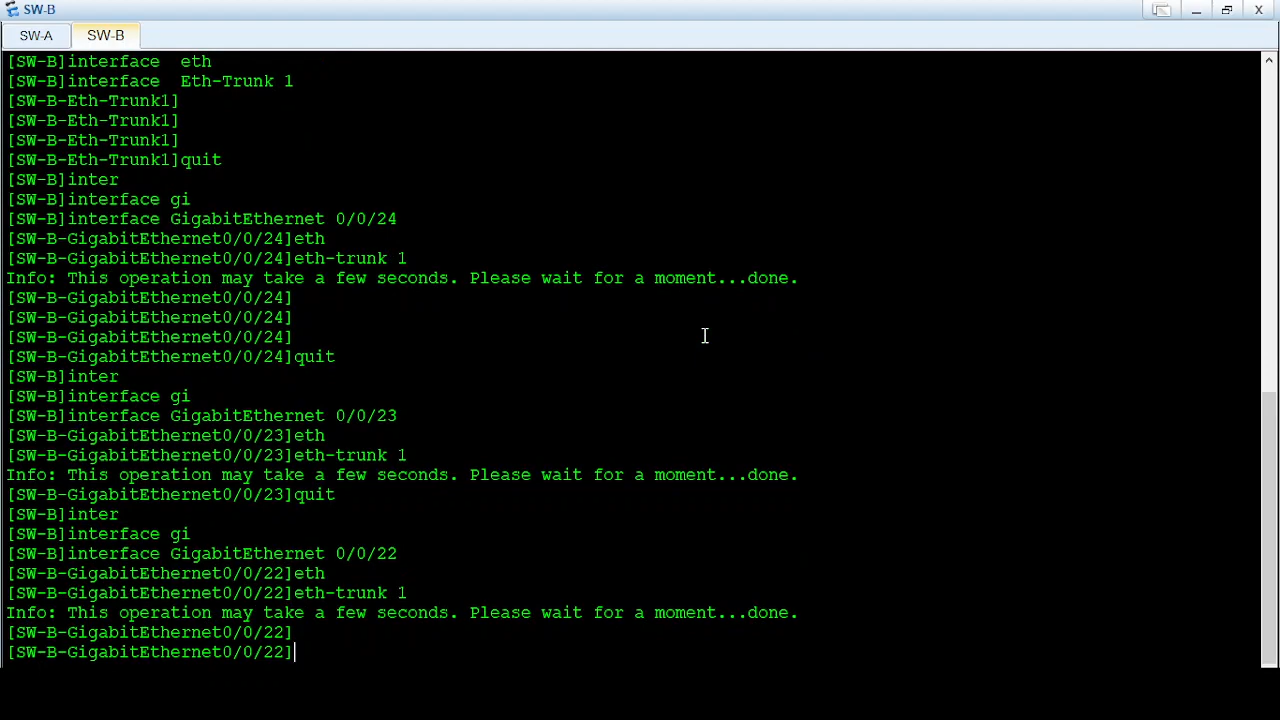 SW-B
SW-A
SW-B
[SW-B]interface  eth
[SW-B]interface  Eth-Trunk 1
[SW-B-Eth-Trunk1]
[SW-B-Eth-Trunk1]
[SW-B-Eth-Trunk1]
[SW-B-Eth-Trunk1]quit
[SW-B]inter
[SW-B]interface gi
[SW-B]interface GigabitEthernet 0/0/24
[SW-B-GigabitEthernet0/0/24]eth
[SW-B-GigabitEthernet0/0/24]eth-trunk 1
Info: This operation may take a few seconds. Please wait for a moment...done.
[SW-B-GigabitEthernet0/0/24]
[SW-B-GigabitEthernet0/0/24]
[SW-B-GigabitEthernet0/0/24]
[SW-B-GigabitEthernet0/0/24]quit
[SW-B]inter
[SW-B]interface gi
[SW-B]interface GigabitEthernet 0/0/23
[SW-B-GigabitEthernet0/0/23]eth
[SW-B-GigabitEthernet0/0/23]eth-trunk 1
Info: This operation may take a few seconds. Please wait for a moment...done.
[SW-B-GigabitEthernet0/0/23]quit
[SW-B]inter
[SW-B]interface gi
[SW-B]interface GigabitEthernet 0/0/22
[SW-B-GigabitEthernet0/0/22]eth
[SW-B-GigabitEthernet0/0/22]eth-trunk 1
Info: This operation may take a few seconds. Please wait for a moment...done.
[SW-B-GigabitEthernet0/0/22]
[SW-B-GigabitEthernet0/0/22]